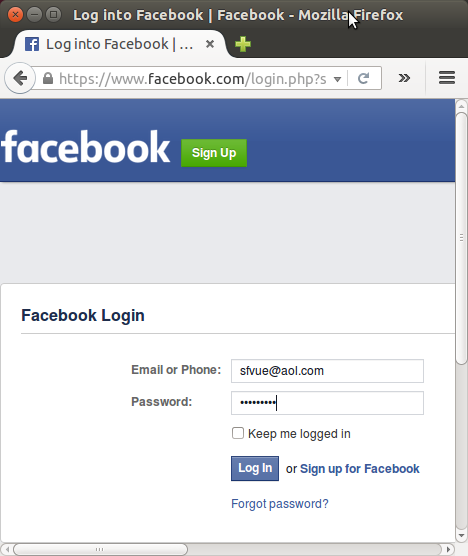 Log into Facebook | Facebook - Mozilla Firefox
Log into Facebook | ...
https://www.facebook.com/login.php?s
facebook
Sign Up
Facebook Login
Email or Phone:
sfvue@aol.com
Password:
•••••••••
Keep me logged in
Log In or Sign up for Facebook
Forgot password?